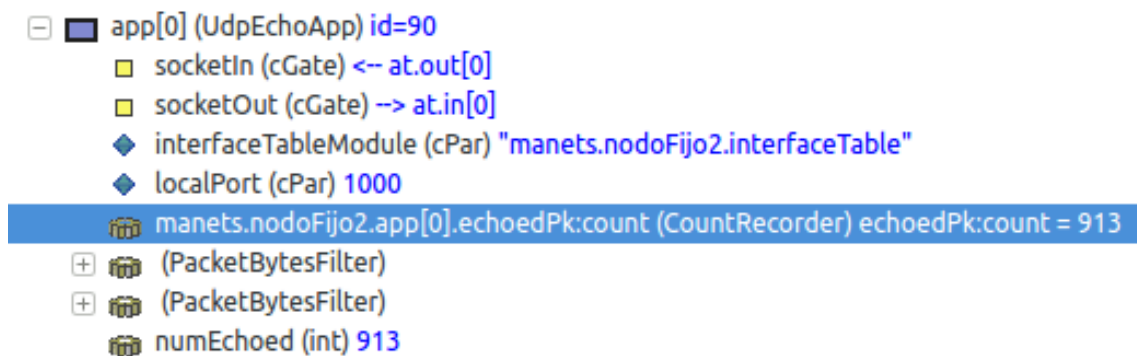 app[0] (UdpEchoApp) id=90
socketIn (cGate) <-- at.out[0]
socketOut (cGate) --> at.in[0]
interfaceTableModule (cPar) "manets.nodoFijo2.interfaceTable"
localPort (cPar) 1000
manets.nodoFijo2.app[0].echoedPk:count (CountRecorder) echoedPk:count = 913
(PacketBytesFilter)
(PacketBytesFilter)
numEchoed (int) 913